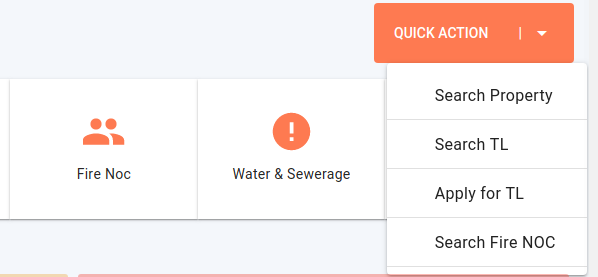 QUICK ACTION |
Search Property
Search TL
Apply for TL
Search Fire NOC
Fire Noc
Water & Sewerage